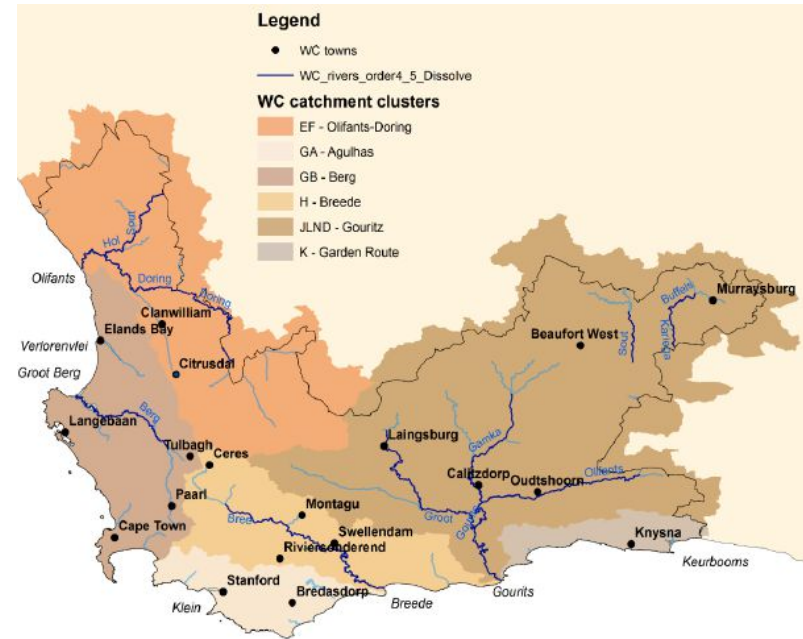 Legend
WC towns
WC_rivers_order4_5_Dissolve
WC catchment clusters
EF - Olifants-Doring
GA - Agulhas
GB - Berg
H - Breede
JLND - Gouritz
K - Garden Route
Sout
Hol
Olifants
Doring
Doring
Clanwilliam
Elands Bay
Verlorenvlei
Citrusdal
Groot Berg
Buffels
Murraysburg
Kariega
Sout
Beaufort West
Langebaan
Berg
Tulbagh
Ceres
Laingsburg
Gamka
Calitzdorp
Oudtshoorn
Olifants
Paarl
Montagu
Groot
Gourits
Cape Town
Bree
Swellendam
Knysna
Riviersonderend
Keurbooms
Stanford
Gourits
Klein
Bredasdorp
Breede